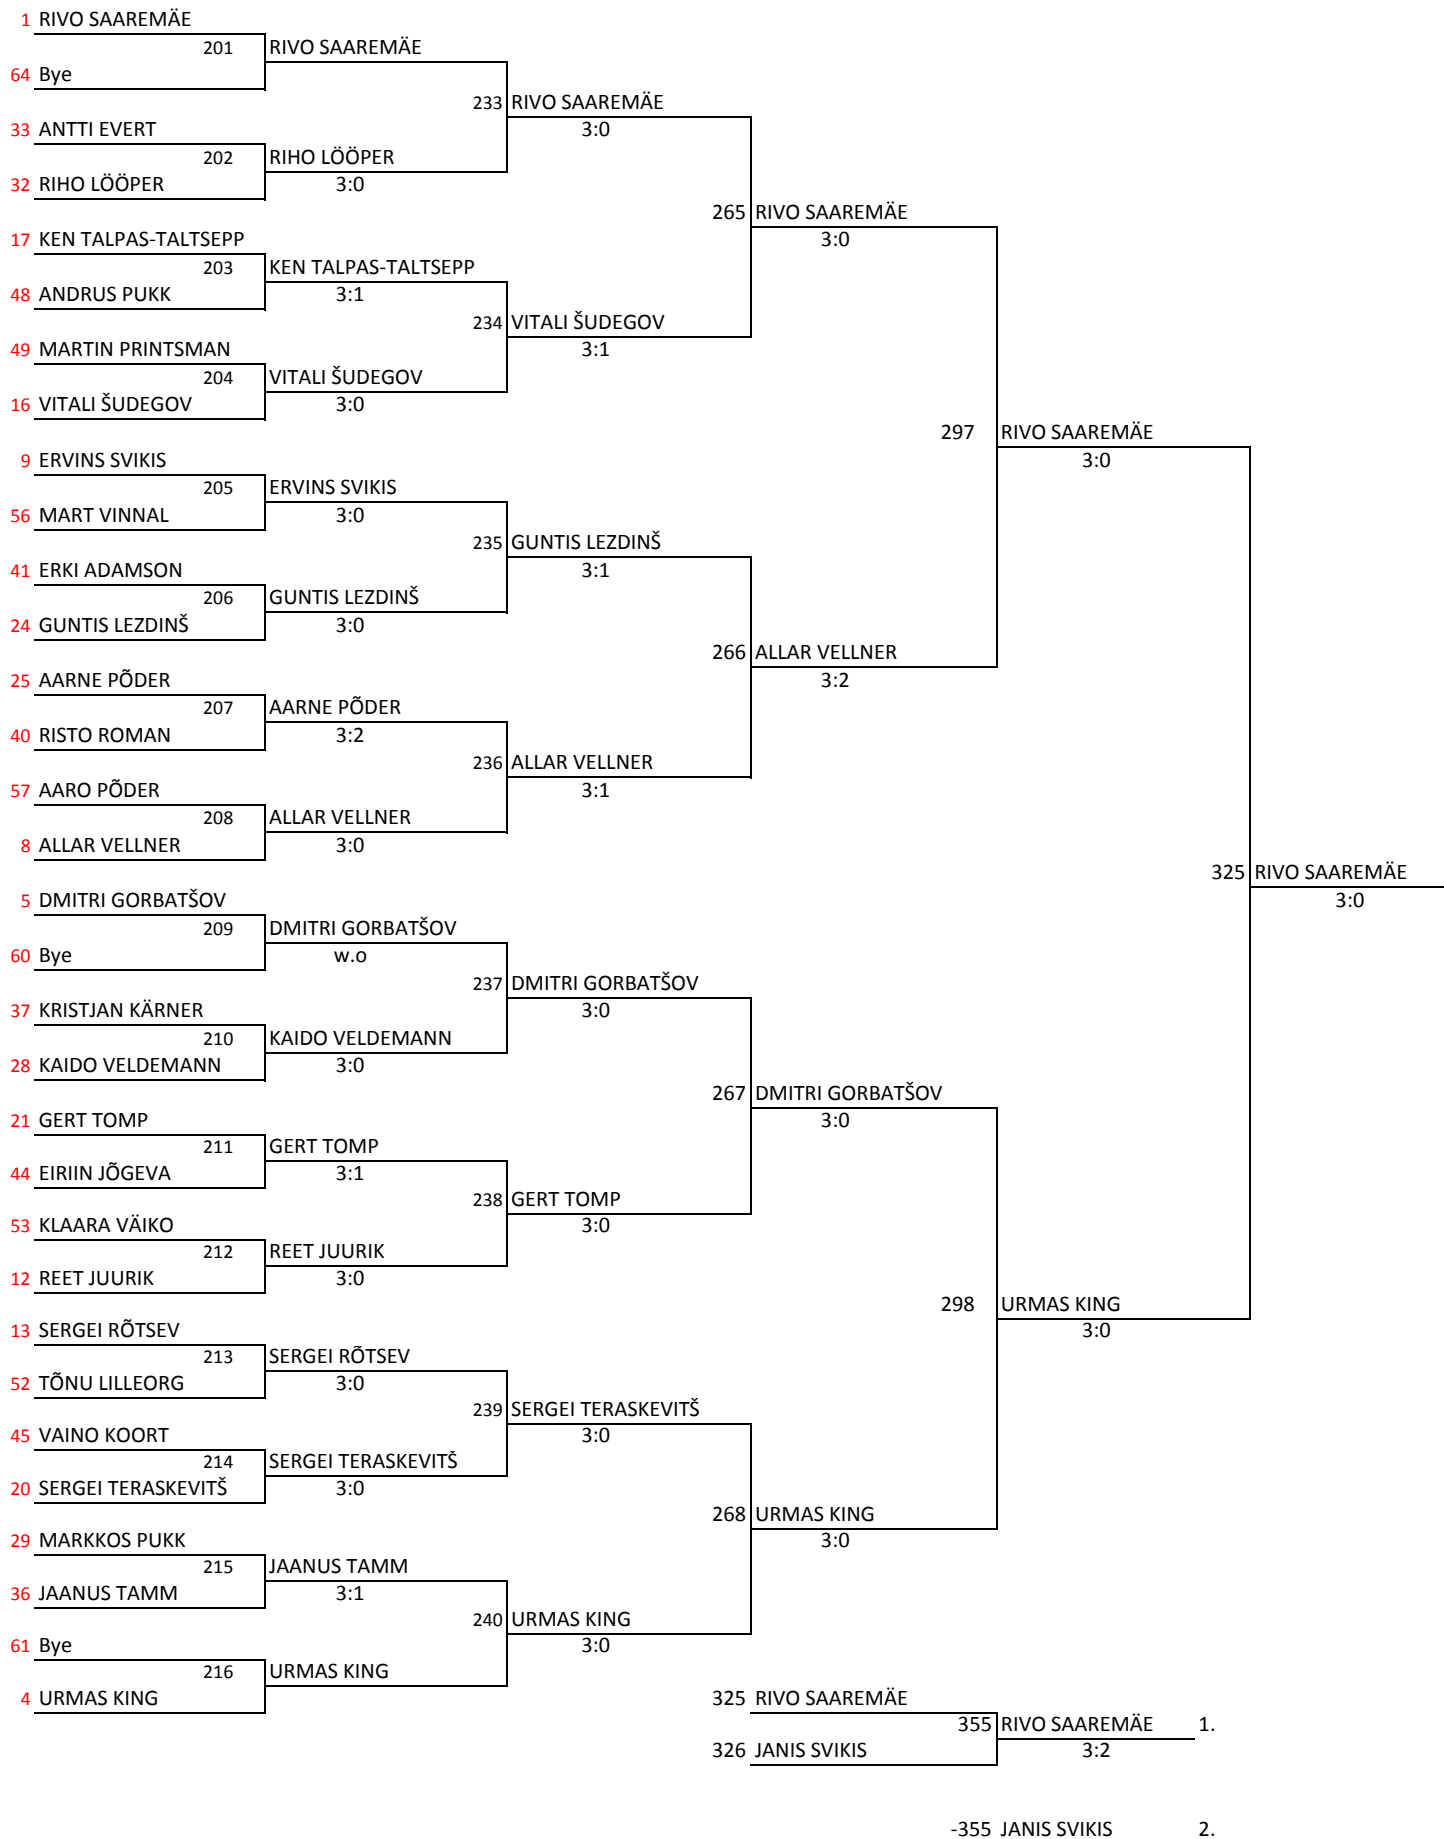 1 RIVO SAAREMÄE
201 RIVO SAAREMÄE
64 Bye
233 RIVO SAAREMÄE
33 ANTTI EVERT 3:0
202 RIHO LÖÖPER
32 RIHO LÖÖPER 3:0
265 RIVO SAAREMÄE
17 KEN TALPAS-TALTSEPP 3:0
203 KEN TALPAS-TALTSEPP
48 ANDRUS PUKK 3:1
234 VITALI ŠUDEGOV
49 MARTIN PRINTSMAN 3:1
204 VITALI ŠUDEGOV
16 VITALI ŠUDEGOV 3:0
297 RIVO SAAREMÄE
9 ERVINS SVIKIS 3:0
205 ERVINS SVIKIS
56 MART VINNAL 3:0
235 GUNTIS LEZDINŠ
41 ERKI ADAMSON 3:1
206 GUNTIS LEZDINŠ
24 GUNTIS LEZDINŠ 3:0
266 ALLAR VELLNER
25 AARNE PÕDER 3:2
207 AARNE PÕDER
40 RISTO ROMAN 3:2
236 ALLAR VELLNER
57 AARO PÕDER 3:1
208 ALLAR VELLNER
8 ALLAR VELLNER 3:0
325 RIVO SAAREMÄE
5 DMITRI GORBATŠOV 3:0
209 DMITRI GORBATŠOV
60 Bye w.o
237 DMITRI GORBATŠOV
37 KRISTJAN KÄRNER 3:0
210 KAIDO VELDEMANN
28 KAIDO VELDEMANN 3:0
267 DMITRI GORBATŠOV
21 GERT TOMP 3:0
211 GERT TOMP
44 EIRIIN JÕGEVA 3:1
238 GERT TOMP
53 KLAARA VÄIKO 3:0
212 REET JUURIK
12 REET JUURIK 3:0
298 URMAS KING
13 SERGEI RÕTSEV 3:0
213 SERGEI RÕTSEV
52 TÕNU LILLEORG 3:0
239 SERGEI TERASKEVITŠ
45 VAINO KOORT 3:0
214 SERGEI TERASKEVITŠ
20 SERGEI TERASKEVITŠ 3:0
268 URMAS KING
29 MARKKOS PUKK 3:0
215 JAANUS TAMM
36 JAANUS TAMM 3:1
240 URMAS KING
61 Bye 3:0
216 URMAS KING
4 URMAS KING 325 RIVO SAAREMÄE
355 RIVO SAAREMÄE 1.
326 JANIS SVIKIS 3:2
-355 JANIS SVIKIS 2.